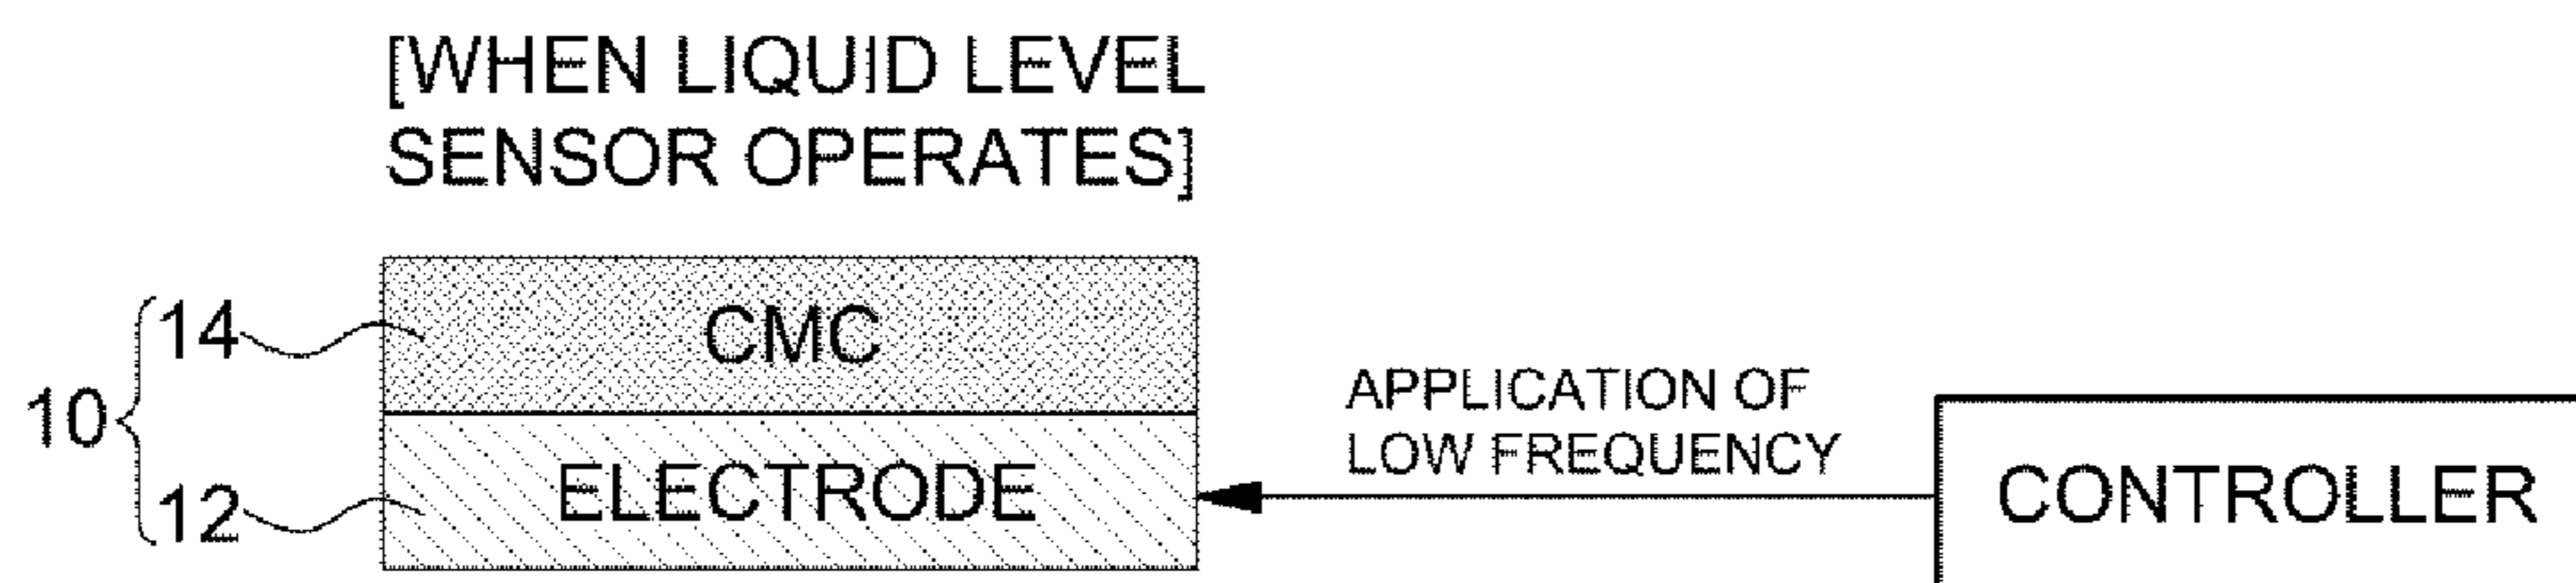 [WHEN LIQUID LEVEL
SENSOR OPERATES]
14
CMC
10
12
ELECTRODE
APPLICATION OF
LOW FREQUENCY
CONTROLLER